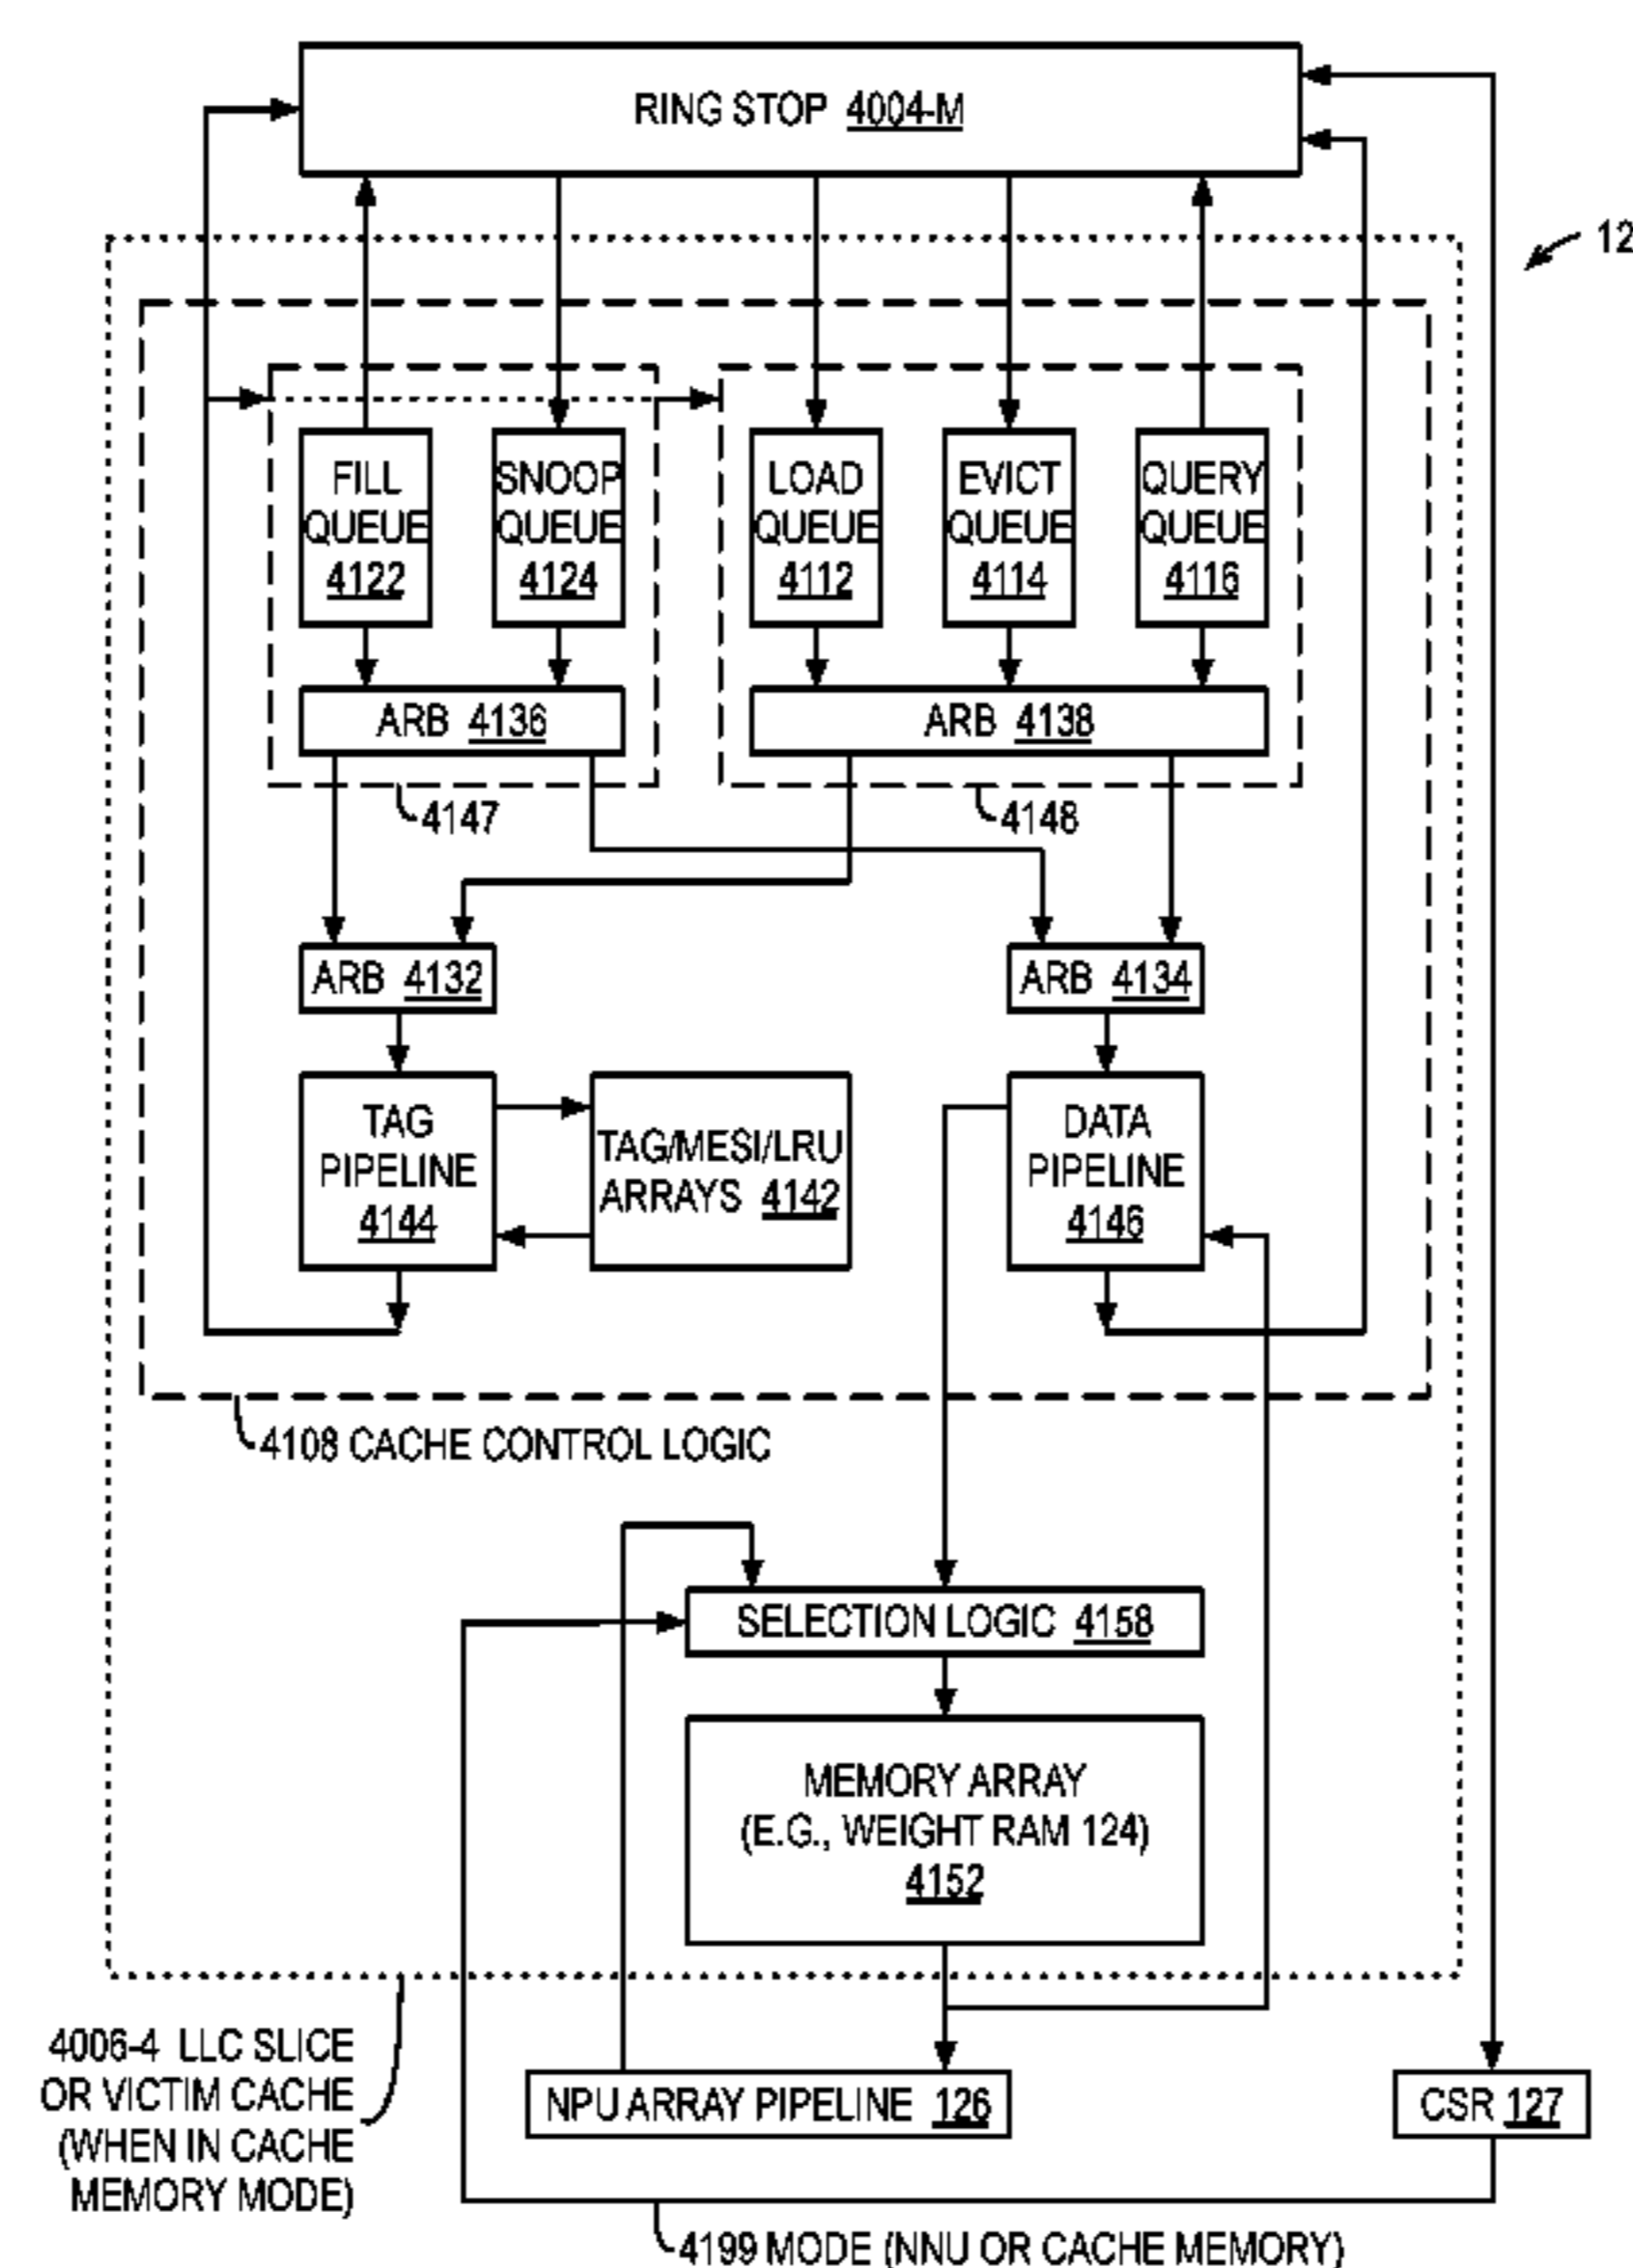 RING STOP 4004-M
12
FILL
QUEUE
4122
SNOOP
QUEUE
4124
LOAD
QUEUE
4112
EVICT
QUEUE
4114
QUERY
QUEUE
4116
ARB 4136
ARB 4138
4147
4148
ARB 4132
ARB 4134
TAG
PIPELINE
4144
TAG/MESI/LRU
ARRAYS 4142
DATA
PIPELINE
4146
4108 CACHE CONTROL LOGIC
SELECTION LOGIC 4158
MEMORY ARRAY
(E.G., WEIGHT RAM 124)
4152
4006-4 LLC SLICE
OR VICTIM CACHE
(WHEN IN CACHE
MEMORY MODE)
NPU ARRAY PIPELINE 126
CSR 127
4199 MODE (NNU OR CACHE MEMORY)